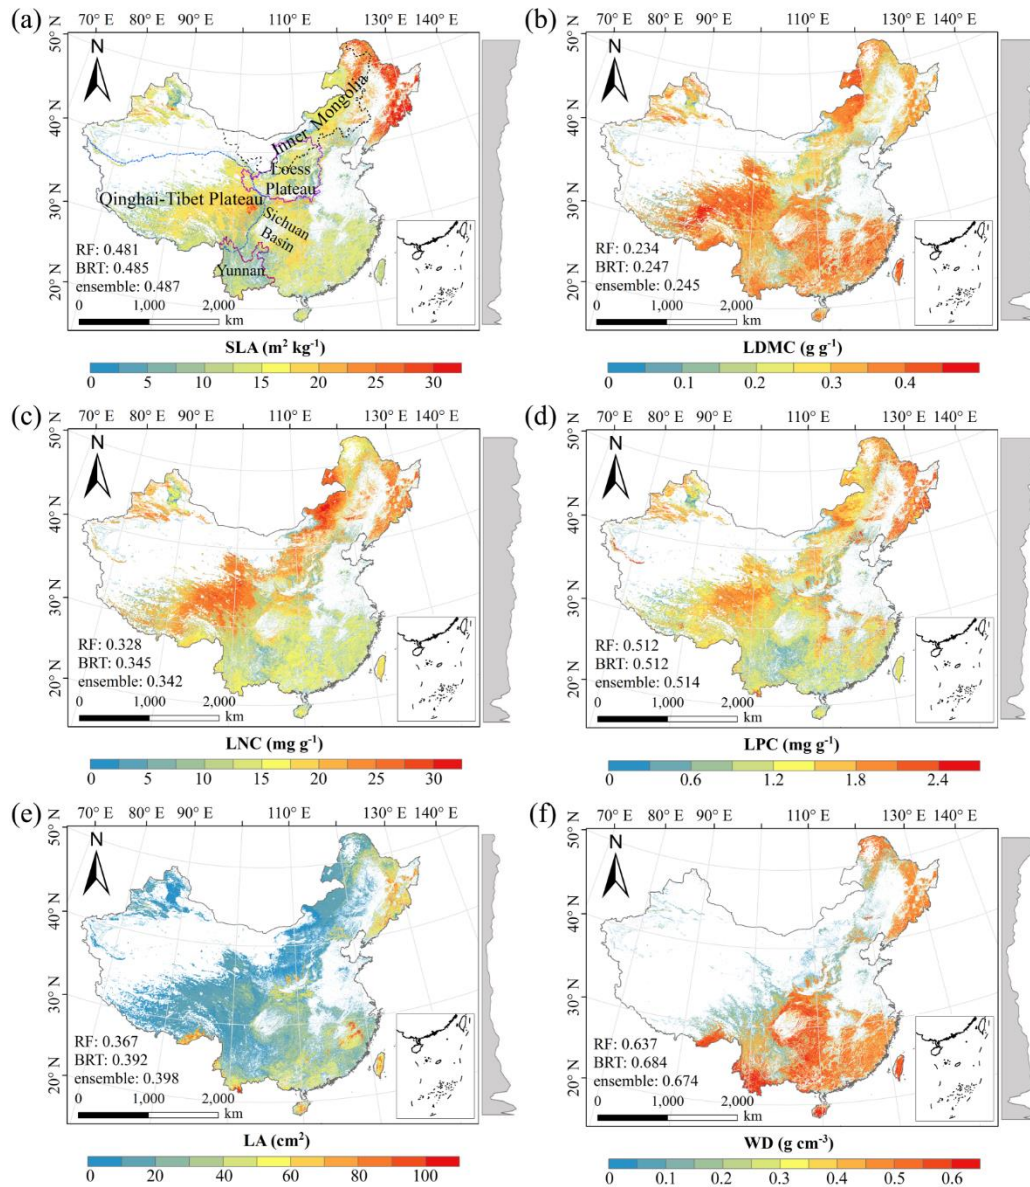 (a)
70° E 80° E 90° E 100° E 110° E 120° E 130° E
50° N
40° N
30° N
20° N
N
Inner Mongolia
Loess
Plateau
Qinghai-Tibet Plateau
Sichuan
Basin
Yunnan
RF: 0.481
BRT: 0.485
ensemble: 0.487
0 1,000 2,000
km
SLA (m² kg⁻¹)
0 5 10 15 20 25 30
(b)
70° E 80° E 90° E 100° E 110° E 120° E 130° E 140° E
50° N
40° N
30° N
20° N
N
RF: 0.234
BRT: 0.247
ensemble: 0.245
0 1,000 2,000
km
LDMC (g g⁻¹)
0 0.1 0.2 0.3 0.4
(c)
70° E 80° E 90° E 110° E 130° E
50° N
40° N
30° N
20° N
N
RF: 0.328
BRT: 0.345
ensemble: 0.342
0 1,000 2,000
km
LNC (mg g⁻¹)
0 5 10 15 20 25 30
(d)
70° E 80° E 90° E 110° E 130° E 140° E
50° N
40° N
30° N
20° N
N
RF: 0.512
BRT: 0.512
ensemble: 0.514
0 1,000 2,000
km
LPC (mg g⁻¹)
0 0.6 1.2 1.8 2.4
(e)
70° E 80° E 90° E 100° E 110° E 120° E 130° E
50° N
40° N
30° N
20° N
N
RF: 0.367
BRT: 0.392
ensemble: 0.398
0 1,000 2,000
km
LA (cm²)
0 20 40 60 80 100
(f)
70° E 80° E 90° E 100° E 110° E 120° E 130° E 140° E
50° N
40° N
30° N
20° N
N
RF: 0.637
BRT: 0.684
ensemble: 0.674
0 1,000 2,000
km
WD (g cm⁻³)
0 0.1 0.2 0.3 0.4 0.5 0.6